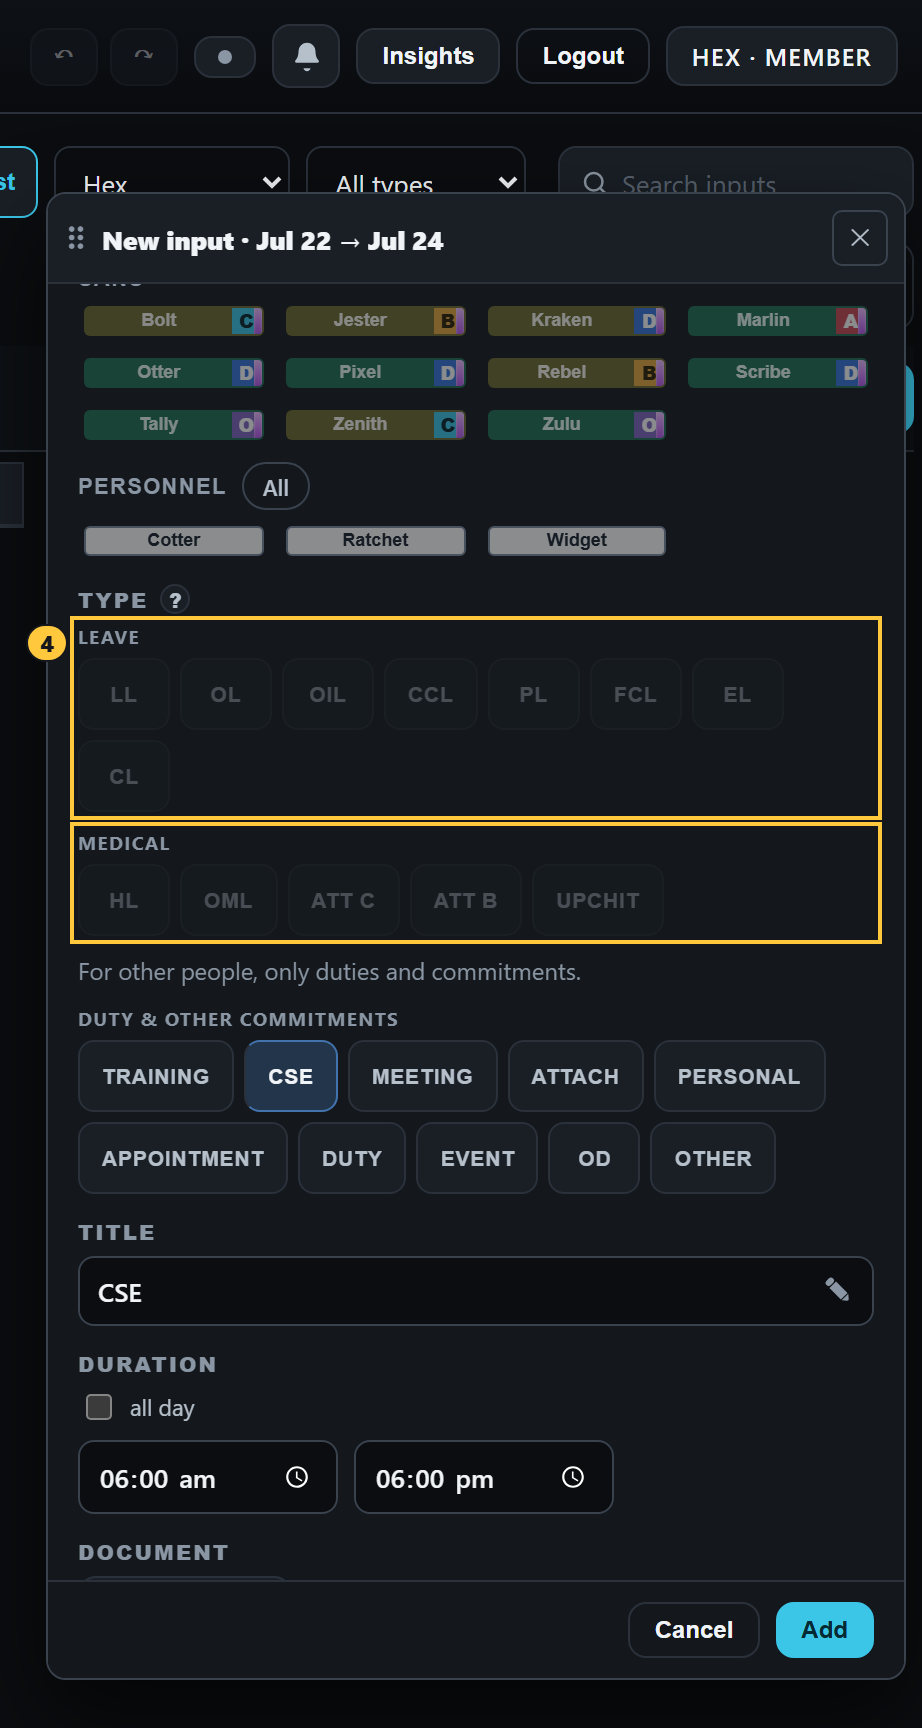 Insights
Logout
HEX · MEMBER
st
Hex
All types
Search inputs
New input · Jul 22 → Jul 24
Bolt C
Jester B
Kraken D
Marlin A
Otter D
Pixel D
Rebel B
Scribe D
Tally O
Zenith C
Zulu O
PERSONNEL
All
Cotter
Ratchet
Widget
TYPE ?
4
LEAVE
LL
OL
OIL
CCL
PL
FCL
EL
CL
MEDICAL
HL
OML
ATT C
ATT B
UPCHIT
For other people, only duties and commitments.
DUTY & OTHER COMMITMENTS
TRAINING
CSE
MEETING
ATTACH
PERSONAL
APPOINTMENT
DUTY
EVENT
OD
OTHER
TITLE
CSE
DURATION
all day
06:00 am
06:00 pm
DOCUMENT
Cancel
Add